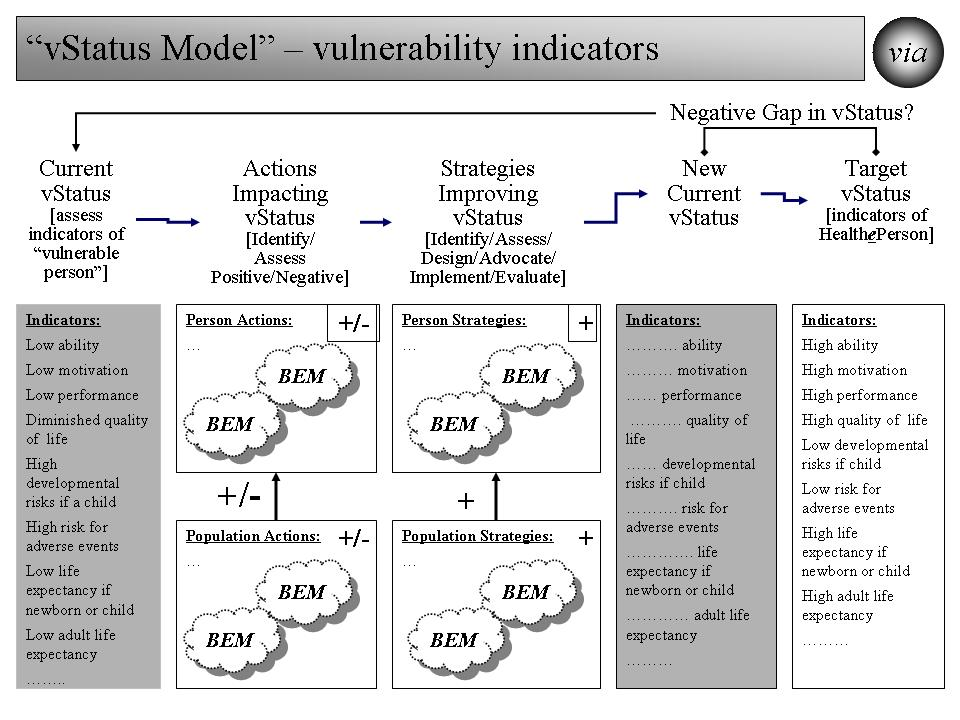 “vStatus Model” – vulnerability indicators
via
Negative Gap in vStatus?
Current
vStatus
[assess
indicators of
“vulnerable
person”]
Actions
Impacting
vStatus
[Identify/
Assess
Positive/Negative]
Strategies
Improving
vStatus
[Identify/Assess/
Design/Advocate/
Implement/Evaluate]
New
Current
vStatus
Target
vStatus
[indicators of
HealthePerson]
Indicators:
Low ability
Low motivation
Low performance
Diminished quality
of life
High
developmental
risks if a child
High risk for
adverse events
Low life
expectancy if
newborn or child
Low adult life
expectancy
……..
Person Actions:
+/-
…
BEM
BEM
+/-
Population Actions:
+/-
…
BEM
BEM
Person Strategies:
+
…
BEM
BEM
+
Population Strategies:
+
…
BEM
BEM
Indicators:
………. ability
……… motivation
…… performance
………. quality of
life
…… developmental
risks if child
………. risk for
adverse events
…………. life
expectancy if
newborn or child
………… adult life
expectancy
………
Indicators:
High ability
High motivation
High performance
High quality of life
Low developmental
risks if child
Low risk for
adverse events
High life
expectancy if
newborn or child
High adult life
expectancy
………